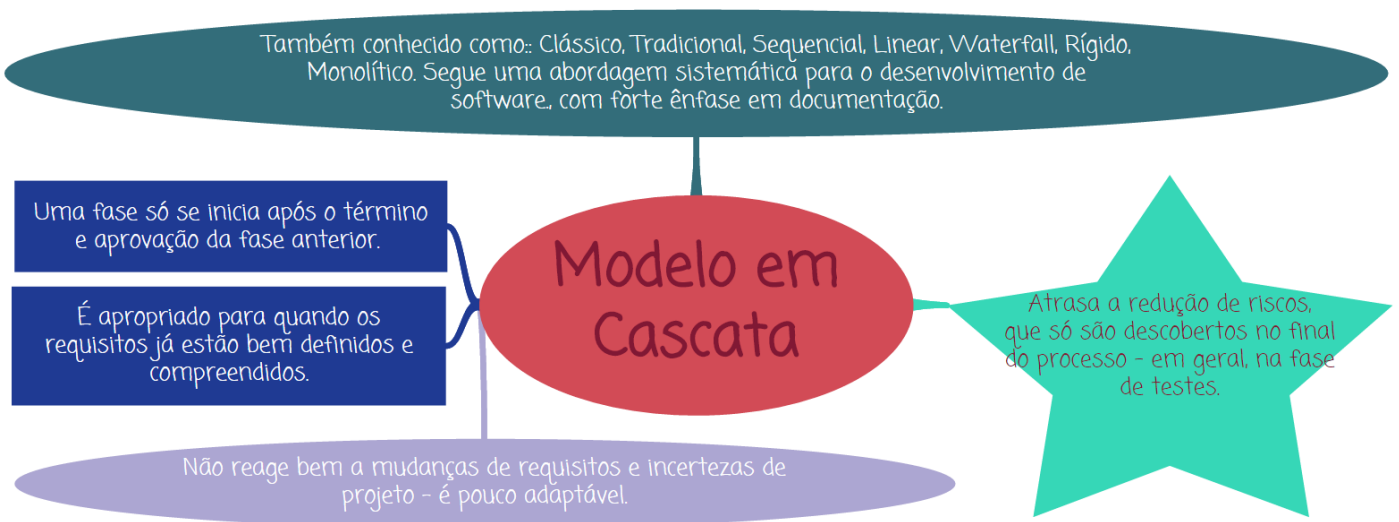 Também conhecido como:: Clássico, Tradicional, Sequencial, Linear, Waterfall, Rígido,
Monolítico. Segue uma abordagem sistemática para o desenvolvimento de
software., com forte ênfase em documentação.
Uma fase só se inicia após o término
e aprovação da fase anterior.
É apropriado para quando os
requisitos já estão bem definidos e
compreendidos.
Modelo em
Cascata
Atrasa a redução de riscos,
que só são descobertos no final
do processo - em geral, na fase
de testes.
Não reage bem a mudanças de requisitos e incertezas de
projeto - é pouco adaptável.